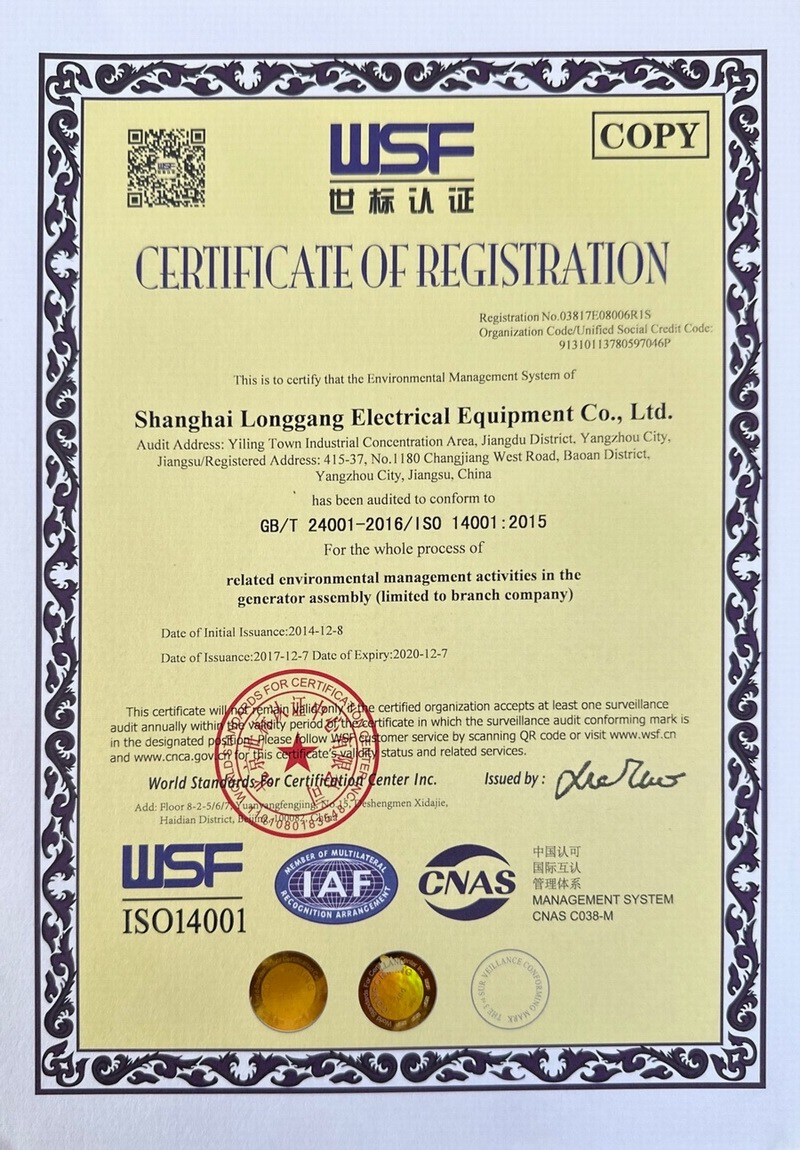 WSF
世标认证
COPY
CERTIFICATE OF REGISTRATION
Registration No.03817E08006R1S
Organization Code/Unified Social Credit Code:
91310113780597046P
This is to certify that the Environmental Management System of
Shanghai Longgang Electrical Equipment Co., Ltd.
Audit Address: Yiling Town Industrial Concentration Area, Jiangdu District, Yangzhou City,
Jiangsu/Registered Address: 415-37, No.1180 Changjiang West Road, Baoan District,
Yangzhou City, Jiangsu, China
has been audited to conform to
GB/T 24001-2016/ISO 14001:2015
For the whole process of
related environmental management activities in the
generator assembly (limited to branch company)
Date of Initial Issuance:2014-12-8
Date of Issuance:2017-12-7 Date of Expiry:2020-12-7
This certificate will not remain valid only if the certified organization accepts at least one surveillance
audit annually within the validity period of the certificate in which the surveillance audit conforming mark is
in the designated position. Please follow WSF customer service by scanning QR code or visit www.wsf.cn
and www.cnca.gov.cn for this certificate's validity status and related services.
World Standards For Certification Center Inc.
Issued by :
Add: Floor 8-2-5/6/7, Yuanyangfengjing, No.15, Deshengmen Xidajie,
Haidian District, Beijing, 100082,
WSF
ISO14001
MEMBER OF MULTILATERAL
IAF
RECOGNITION ARRANGEMENT
CNAS
中国认可
国际互认
管理体系
MANAGEMENT SYSTEM
CNAS C038-M
THE 3rd SURVEILLANCE CONFORMING MARK